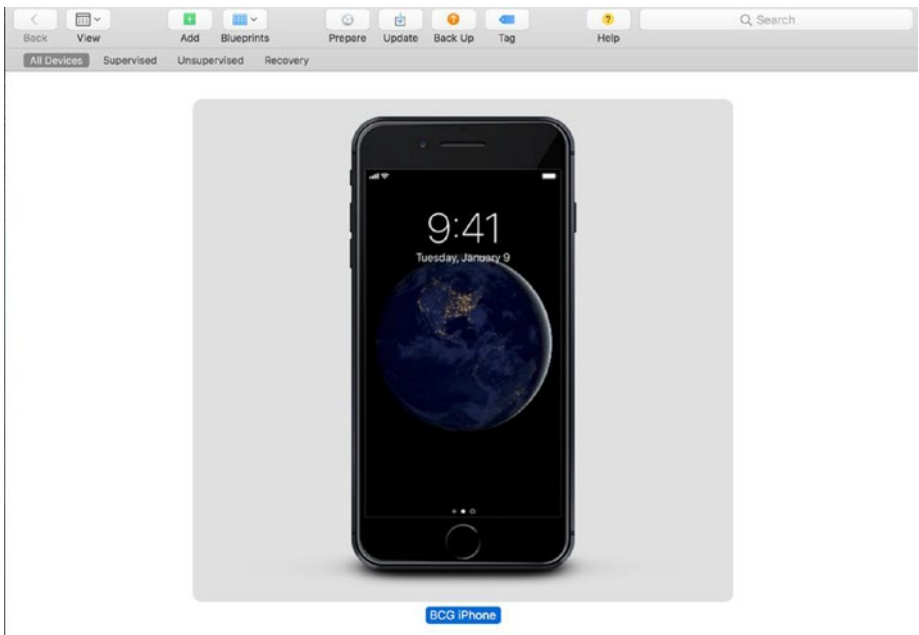 Back View Add Blueprints Prepare Update Back Up Tag Help Search
All Devices Supervised Unsupervised Recovery
9:41
Tuesday, January 9
BCG iPhone